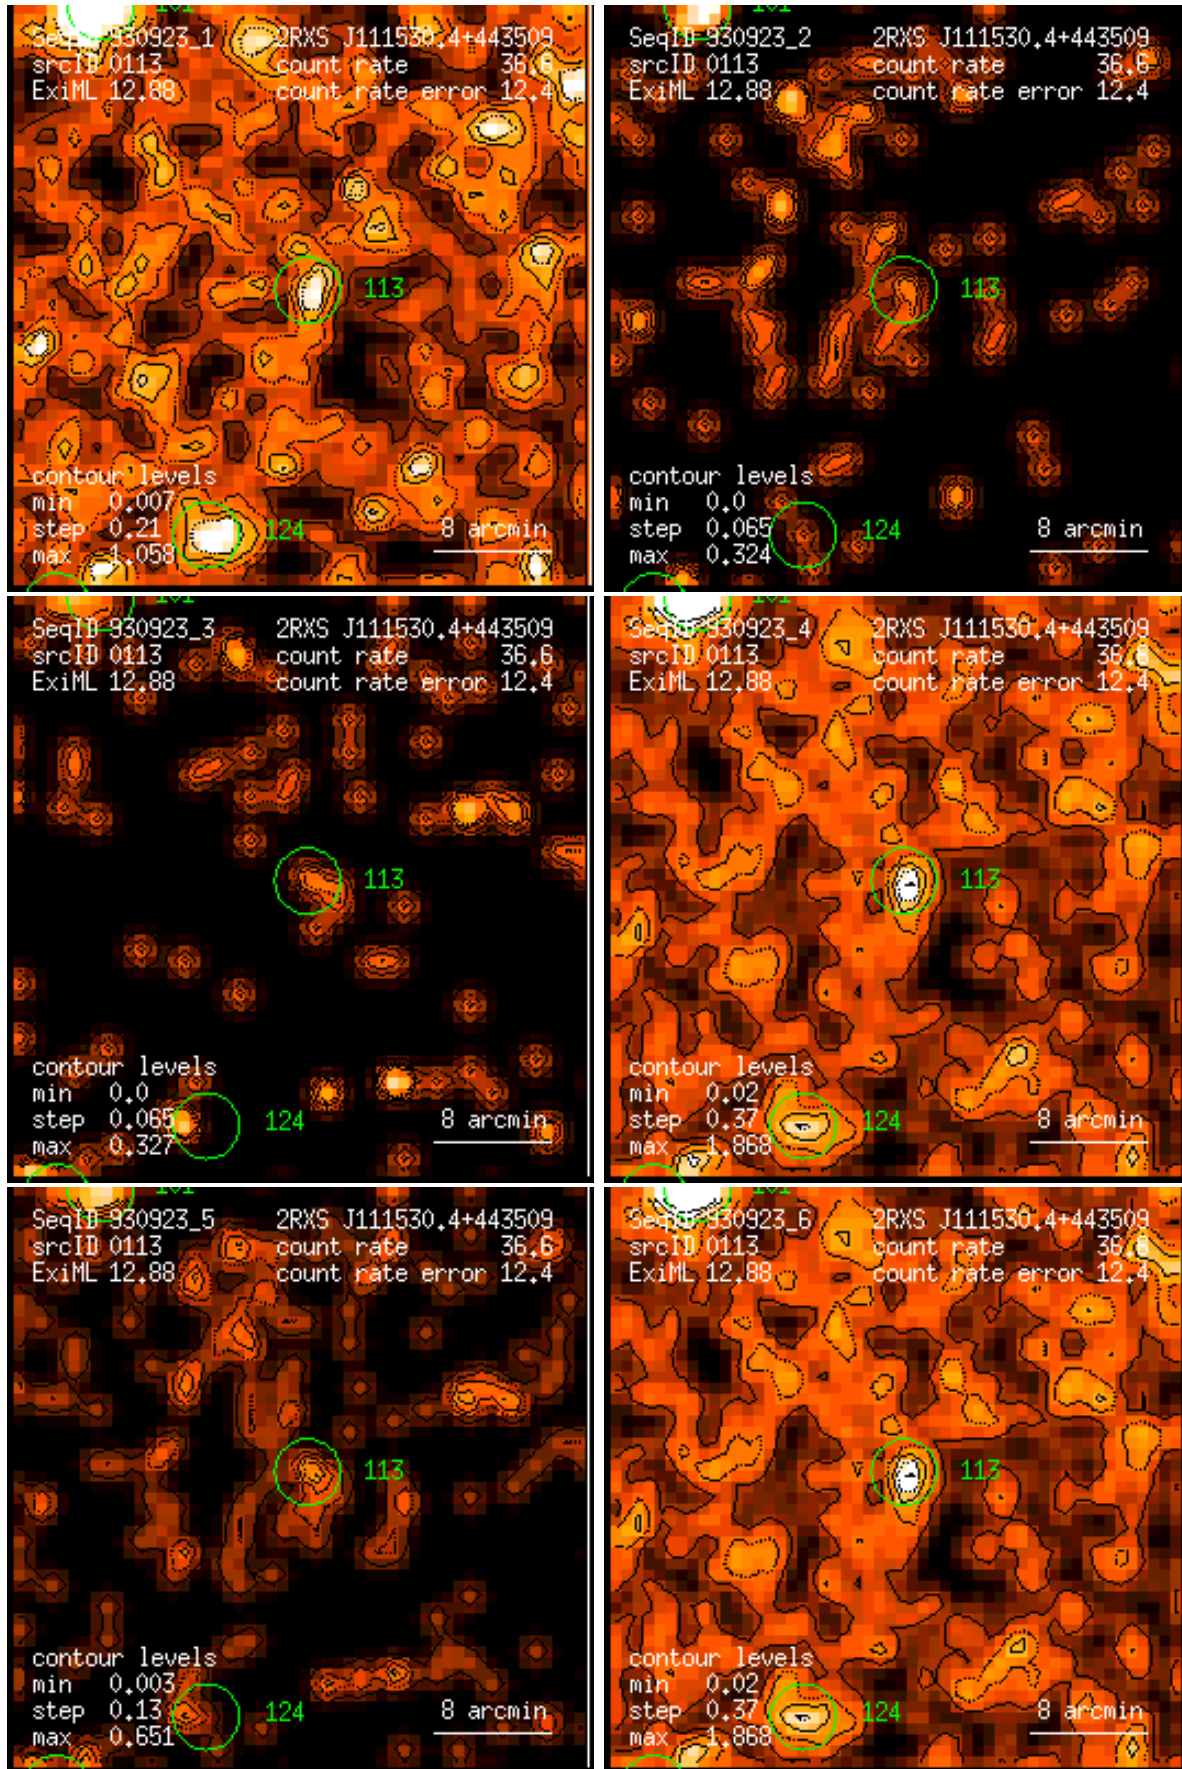 SeqID 930923_1 2RXS J111530.4+443509
srcID 0113 count rate 36.6
ExiML 12.88 count rate error 12.4
113
contour levels
min 0.007
step 0.21 124 8 arcmin
max 1.058
SeqID 930923_2 2RXS J111530.4+443509
srcID 0113 count rate 36.6
ExiML 12.88 count rate error 12.4
113
contour levels
min 0.0
step 0.065 124 8 arcmin
max 0.324
SeqID 930923_3 2RXS J111530.4+443509
srcID 0113 count rate 36.6
ExiML 12.88 count rate error 12.4
113
contour levels
min 0.0
step 0.065 124 8 arcmin
max 0.327
SeqID 930923_4 2RXS J111530.4+443509
srcID 0113 count rate 36.6
ExiML 12.88 count rate error 12.4
113
contour levels
min 0.02
step 0.37 124 8 arcmin
max 1.868
SeqID 930923_5 2RXS J111530.4+443509
srcID 0113 count rate 36.6
ExiML 12.88 count rate error 12.4
113
contour levels
min 0.003
step 0.13 124 8 arcmin
max 0.651
SeqID 930923_6 2RXS J111530.4+443509
srcID 0113 count rate 36.6
ExiML 12.88 count rate error 12.4
113
contour levels
min 0.02
step 0.37 124 8 arcmin
max 1.868